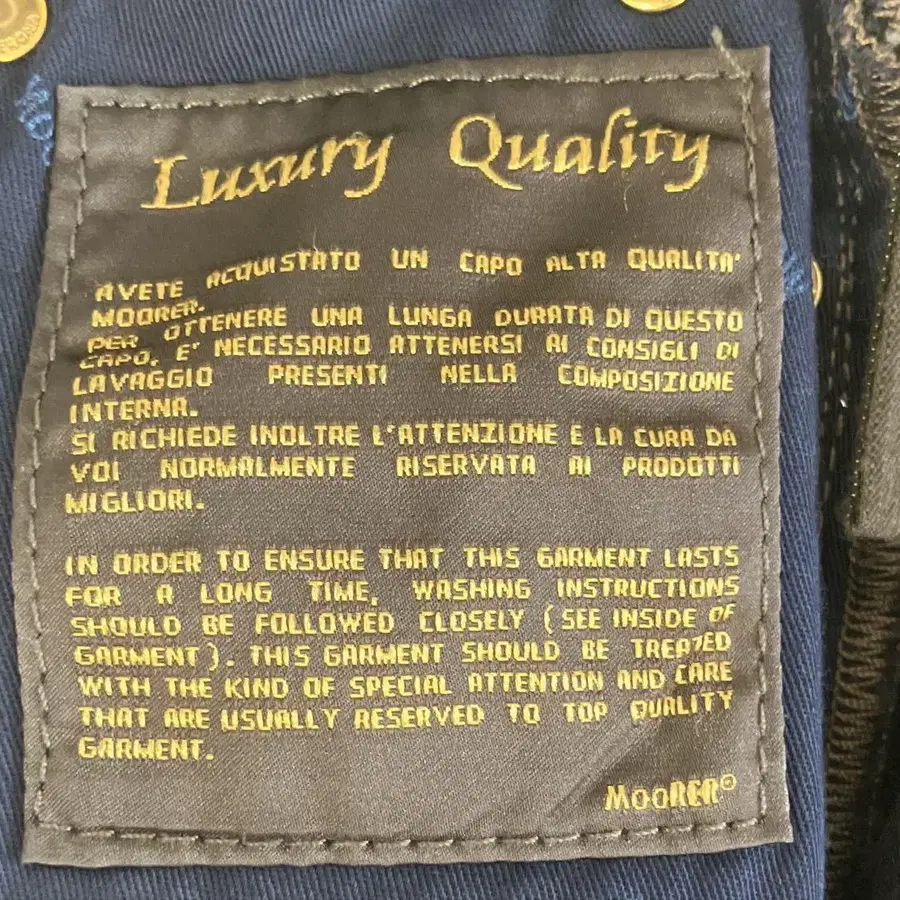 Luxury Quality
AVETE ACQUISTATO UN CAPO ALTA QUALITA'
MOORER.
PER OTTENERE UNA LUNGA DURATA DI QUESTO
CAPO, E' NECESSARIO ATTENERSI AI CONSIGLI DI
LAVAGGIO PRESENTI NELLA COMPOSIZIONE
INTERNA.
SI RICHIEDE INOLTRE L'ATTENZIONE E LA CURA DA
VOI NORMALMENTE RISERVATA AI PRODOTTI
MIGLIORI.
IN ORDER TO ENSURE THAT THIS GARMENT LASTS
FOR A LONG TIME, WASHING INSTRUCTIONS
SHOULD BE FOLLOWED CLOSELY (SEE INSIDE OF
GARMENT). THIS GARMENT SHOULD BE TREATED
WITH THE KIND OF SPECIAL ATTENTION AND CARE
THAT ARE USUALLY RESERVED TO TOP QUALITY
GARMENT.
MOORER®